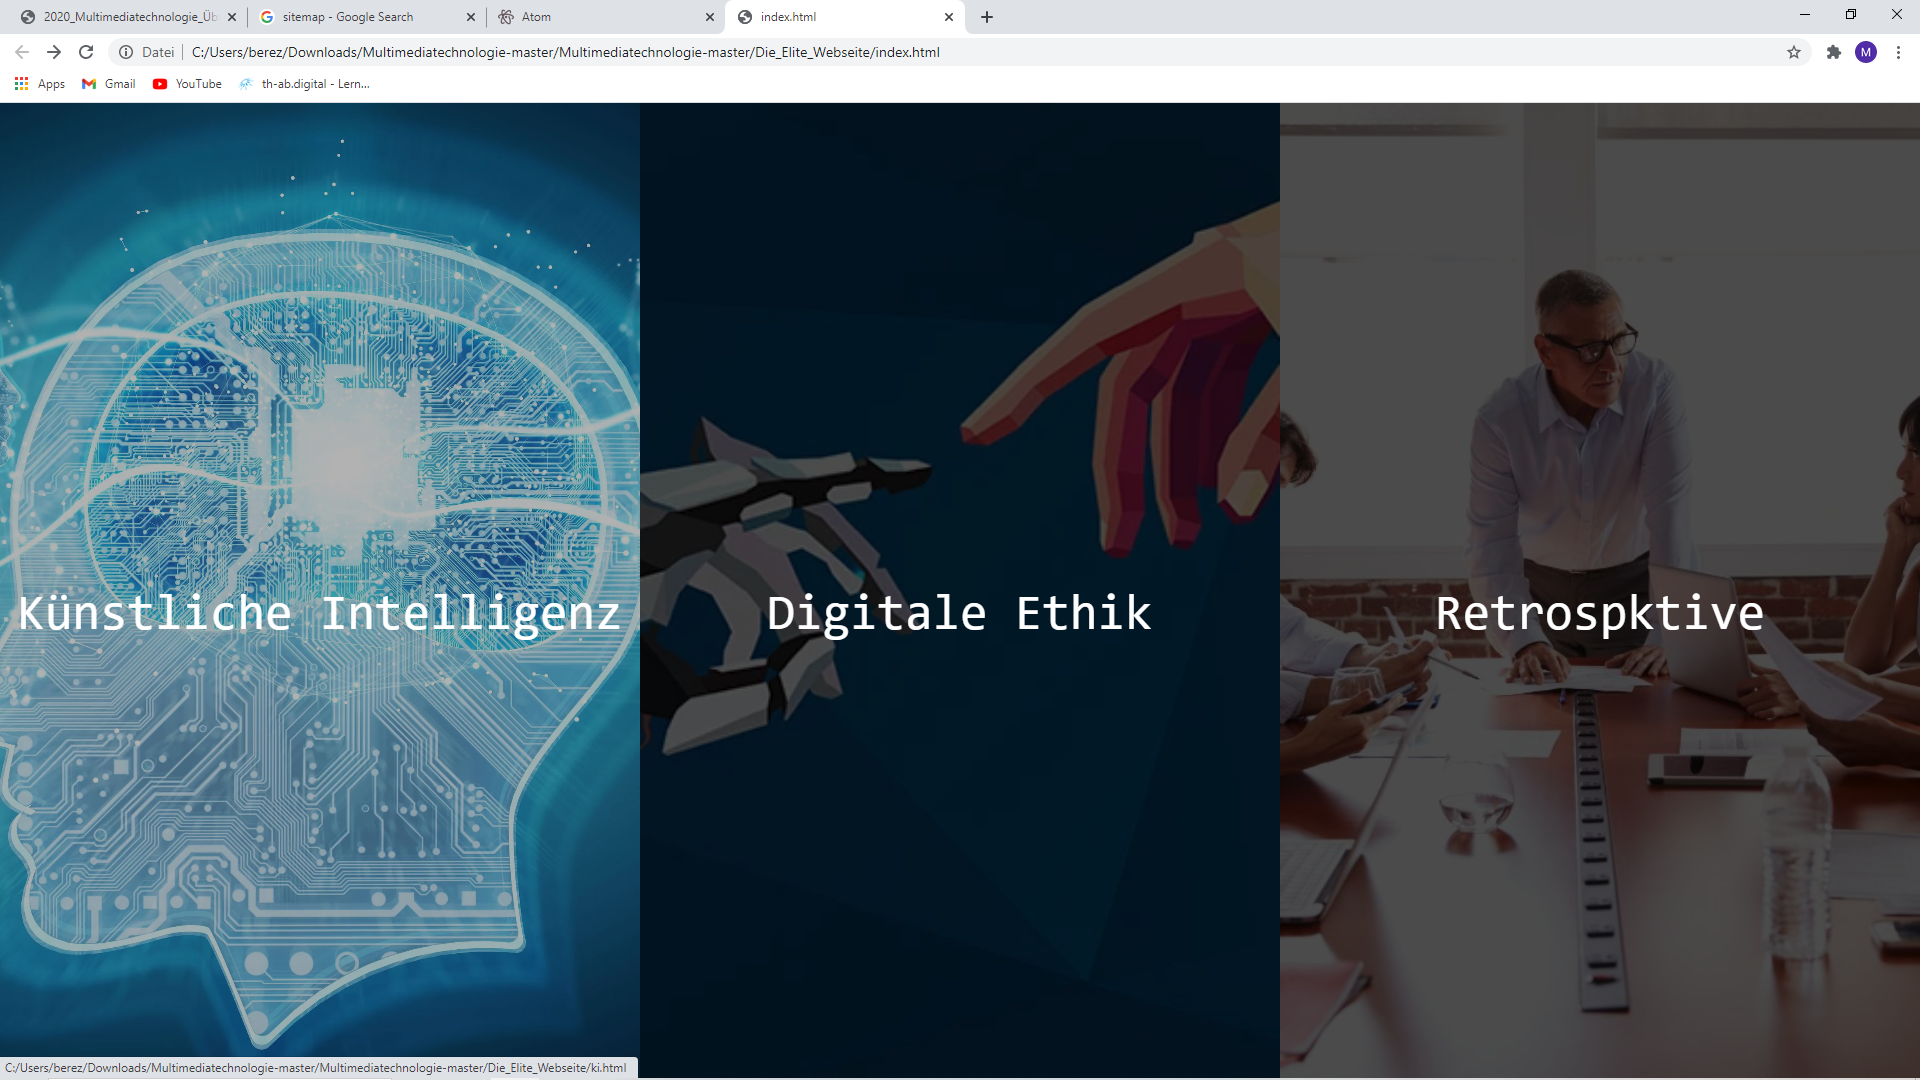 2020_Multimediatechnologie_Üb
sitemap - Google Search
Atom
index.html
Datei
C:/Users/berez/Downloads/Multimediatechnologie-master/Multimediatechnologie-master/Die_Elite_Webseite/index.html
M
Apps
Gmail
YouTube
th-ab.digital - Lern...
Künstliche Intelligenz
Digitale Ethik
Retrospktive
C:/Users/berez/Downloads/Multimediatechnologie-master/Multimediatechnologie-master/Die_Elite_Webseite/ki.html